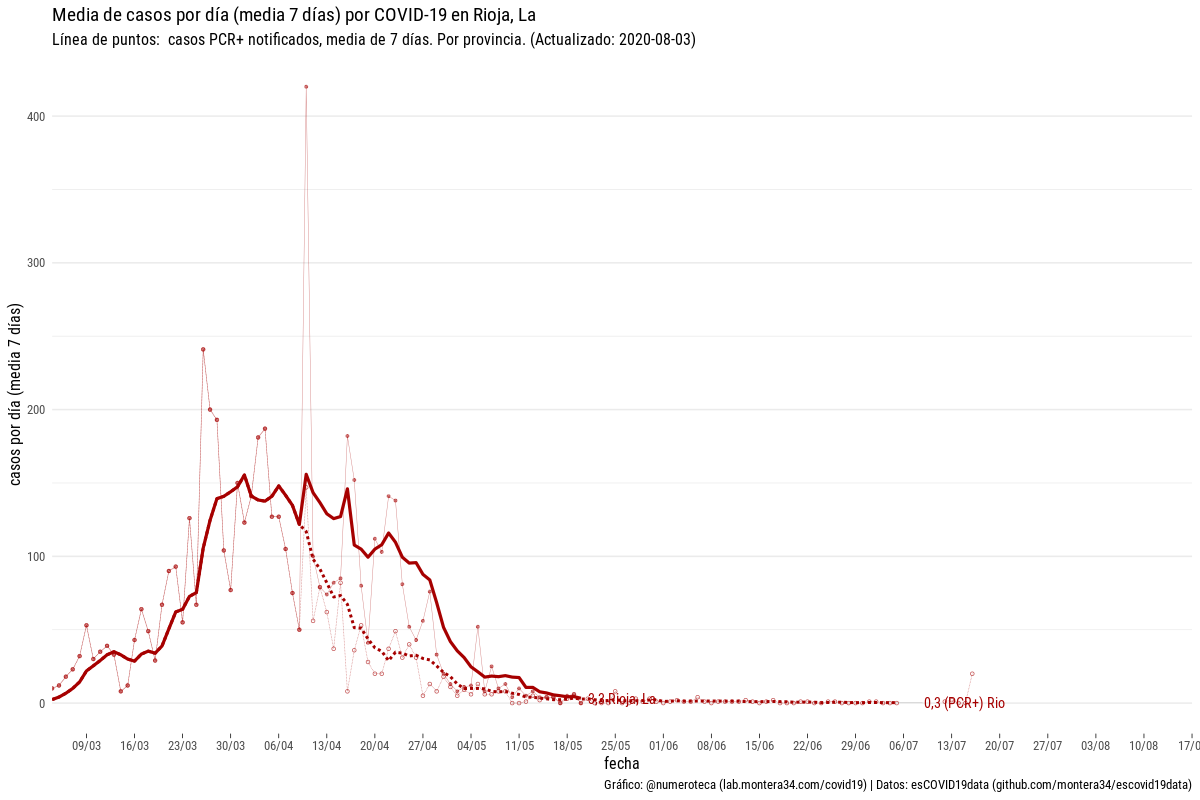 Media de casos por día (media 7 días) por COVID-19 en Rioja, La
Línea de puntos:  casos PCR+ notificados, media de 7 días. Por provincia. (Actualizado: 2020-08-03)
casos por día (media 7 días)
400
300
200
100
0
3,2 Rioja, La
0,3 (PCR+) Rio
09/03 16/03 23/03 30/03 06/04 13/04 20/04 27/04 04/05 11/05 18/05 25/05 01/06 08/06 15/06 22/06 29/06 06/07 13/07 20/07 27/07 03/08 10/08 17/0
fecha
Gráfico: @numeroteca (lab.montera34.com/covid19) | Datos: esCOVID19data (github.com/montera34/escovid19data)